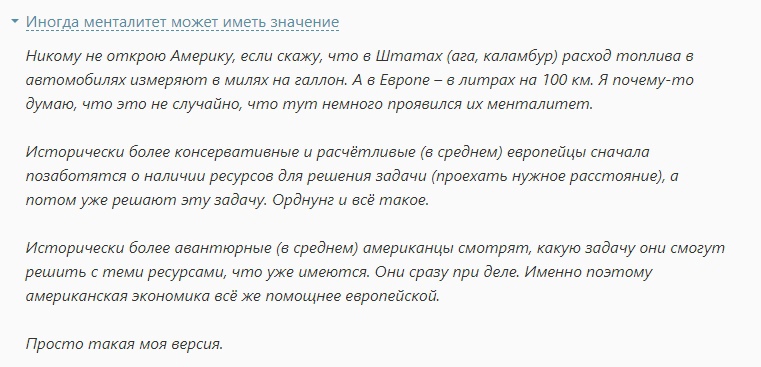 Иногда менталитет может иметь значение
Никому не открою Америку, если скажу, что в Штатах (ага, каламбур) расход топлива в
автомобилях измеряют в милях на галлон. А в Европе – в литрах на 100 км. Я почему-то
думаю, что это не случайно, что тут немного проявился их менталитет.
Исторически более консервативные и расчётливые (в среднем) европейцы сначала
позаботятся о наличии ресурсов для решения задачи (проехать нужное расстояние), а
потом уже решают эту задачу. Орднунг и всё такое.
Исторически более авантюрные (в среднем) американцы смотрят, какую задачу они смогут
решить с теми ресурсами, что уже имеются. Они сразу при деле. Именно поэтому
американская экономика всё же помощнее европейской.
Просто такая моя версия.